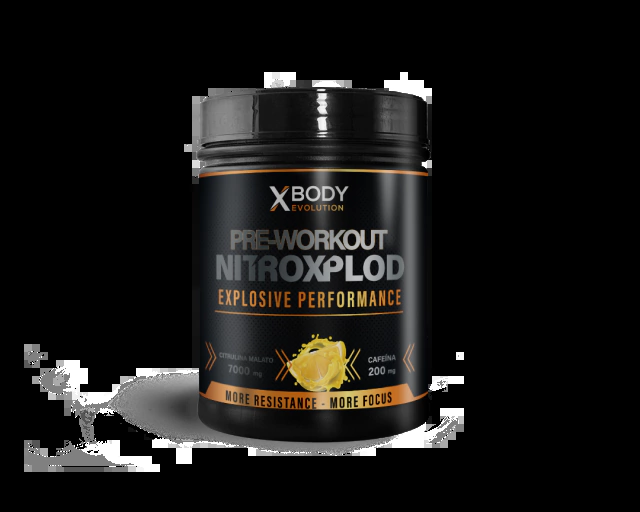 X BODY
EVOLUTION
PRE-WORKOUT
NITROXPLOD
EXPLOSIVE PERFORMANCE
CITRULINA MALATO
7000 mg
CAFEÍNA
200 mg
MORE RESISTANCE - MORE FOCUS